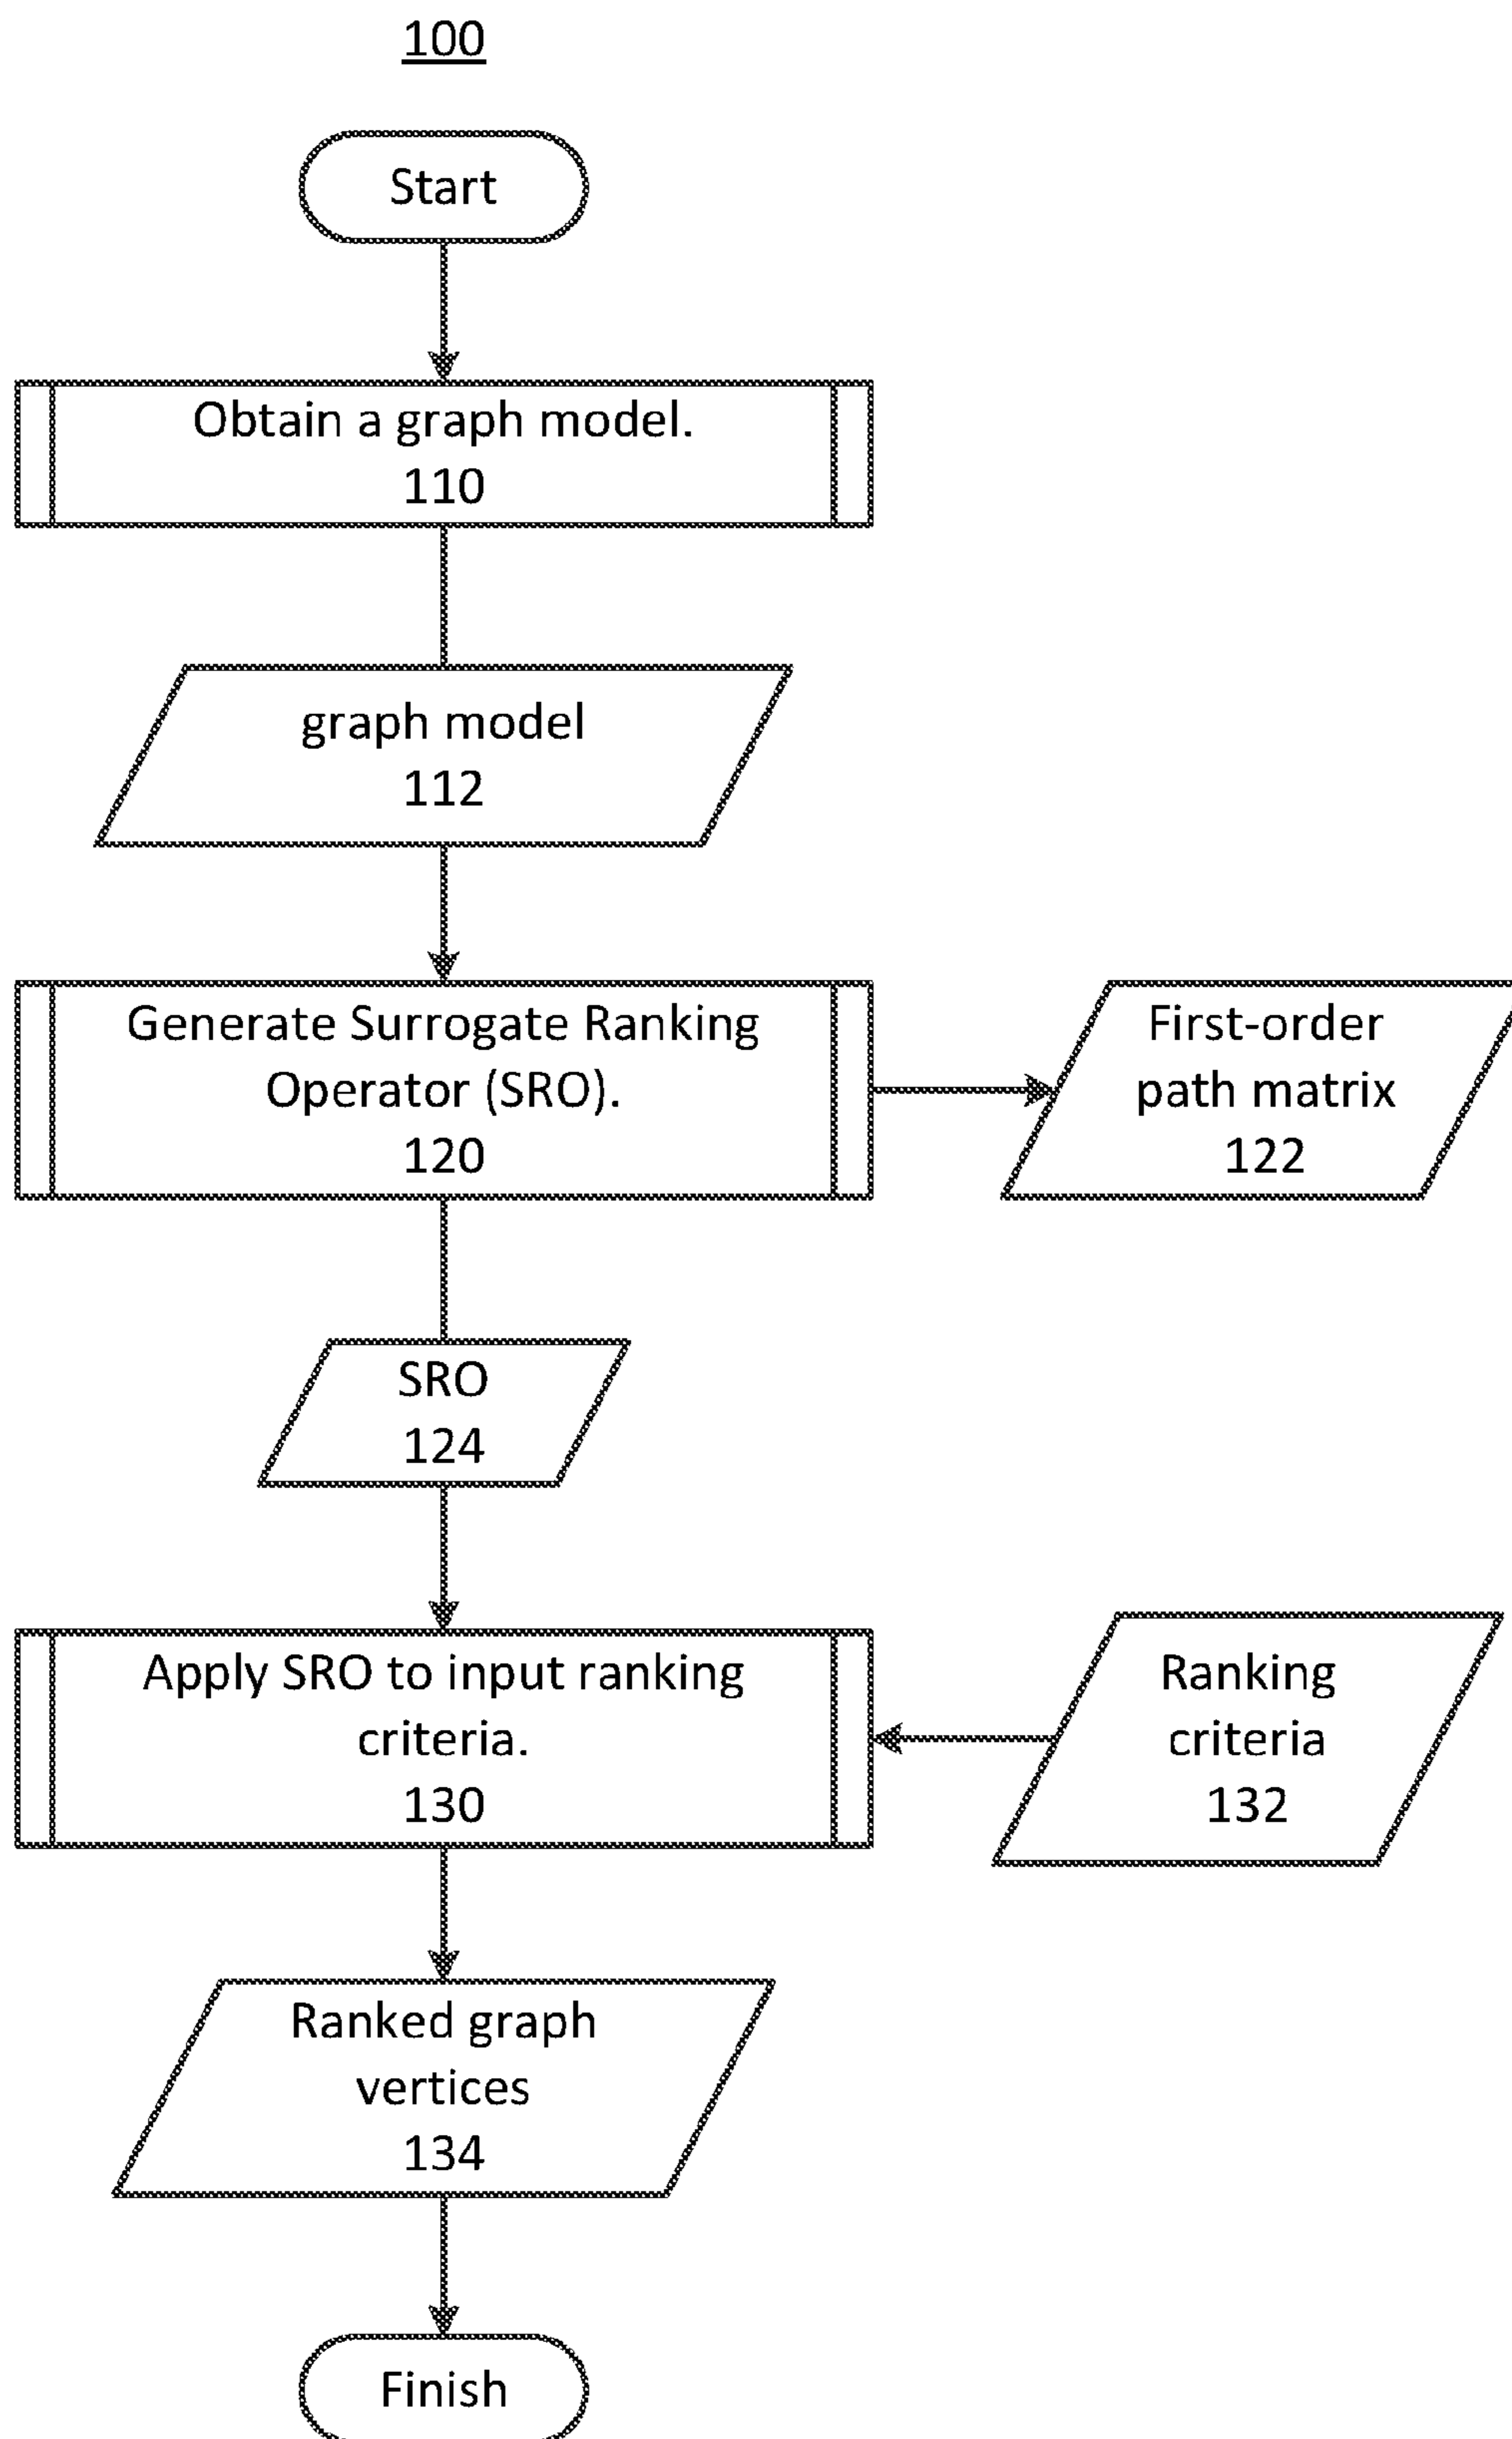 100
Start
Obtain a graph model.
110
graph model
112
Generate Surrogate Ranking
Operator (SRO).
120
First-order
path matrix
122
SRO
124
Apply SRO to input ranking
criteria.
130
Ranking
criteria
132
Ranked graph
vertices
134
Finish